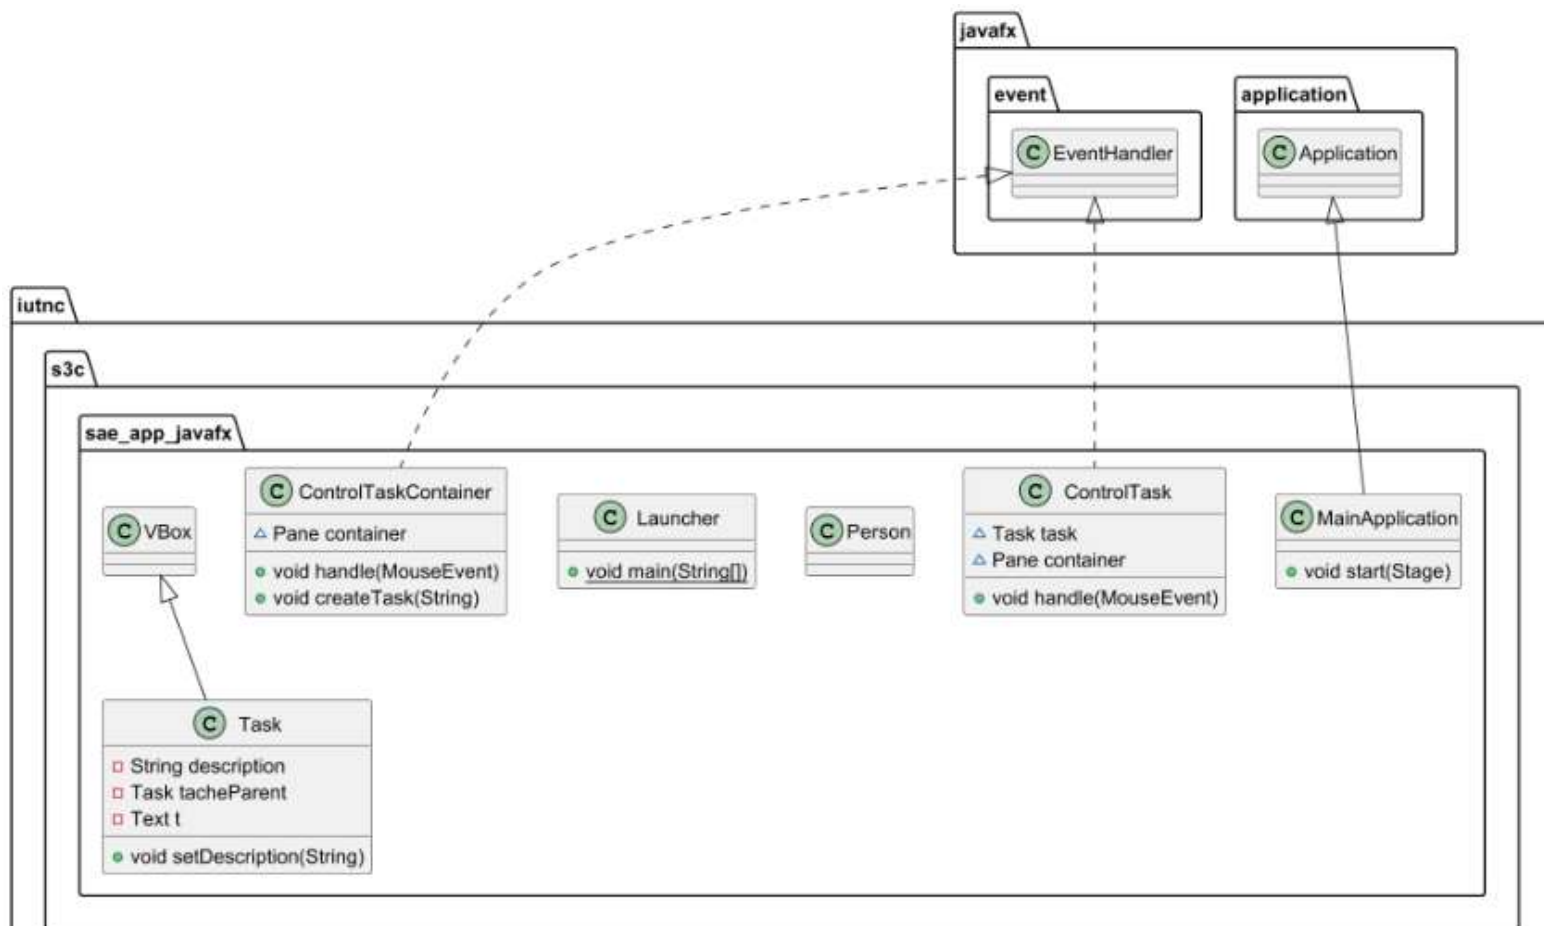 javafx
event
application
C EventHandler
C Application
iutnc
s3c
sae_app_javafx
C VBox
C ControlTaskContainer
Pane container
void handle(MouseEvent)
void createTask(String)
C Launcher
void main(String[])
C Person
C ControlTask
Task task
Pane container
void handle(MouseEvent)
C MainApplication
void start(Stage)
C Task
String description
Task tacheParent
Text t
void setDescription(String)